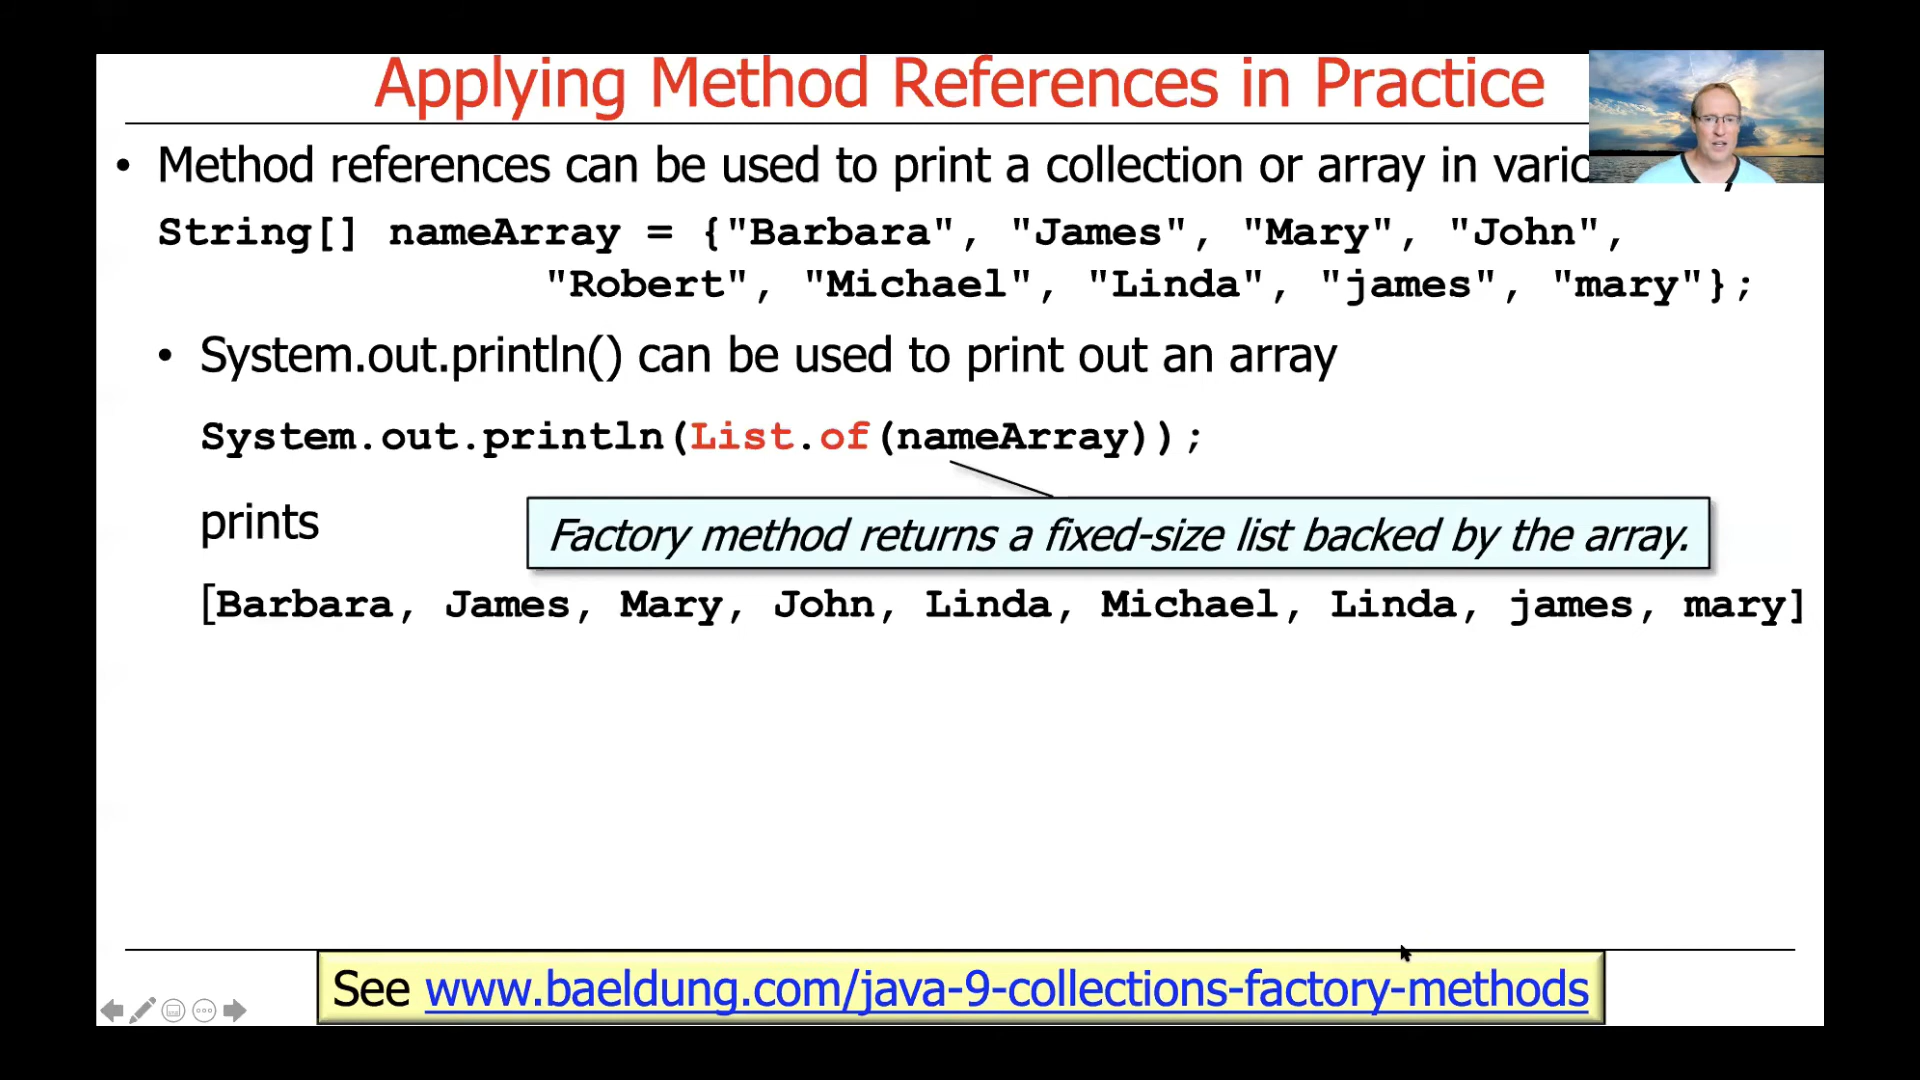 Applying Method References in Practice
• Method references can be used to print a collection or array in vario
String[] nameArray = {"Barbara", "James", "Mary", "John",
"Robert", "Michael", "Linda", "james", "mary"};
• System.out.println() can be used to print out an array
System.out.println(List.of(nameArray));
prints
Factory method returns a fixed-size list backed by the array.
[Barbara, James, Mary, John, Linda, Michael, Linda, james, mary]
See www.baeldung.com/java-9-collections-factory-methods